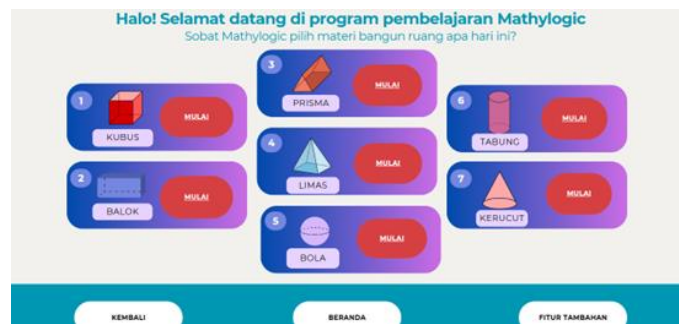 Halo! Selamat datang di program pembelajaran Mathylogic
Sobat Mathylogic pilih materi bangun ruang apa hari ini?
1
MULAI
KUBUS
2
MULAI
BALOK
3
MULAI
PRISMA
4
MULAI
LIMAS
5
MULAI
BOLA
6
MULAI
TABUNG
7
MULAI
KERUCUT
KEMBALI
BERANDA
FITUR TAMBAHAN